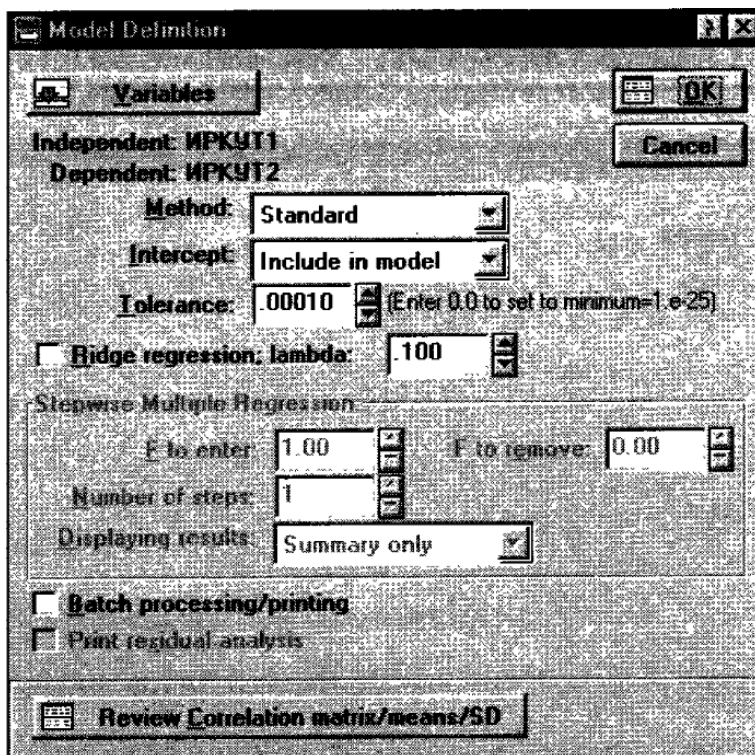 Model Definition
Variables
OK
Independent: ИРКУТ1
Cancel
Dependent: ИРКУТ2
Method: Standard
Intercept: Include in model
Tolerance: .00010 (Enter 0.0 to set to minimum=1.e-25)
Ridge regression; lambda: .100
Stepwise Multiple Regression
F to enter: 1.00 F to remove: 0.00
Number of steps: 1
Displaying results: Summary only
Batch processing/printing
Print residual analysis
Review Correlation matrix/means/SD